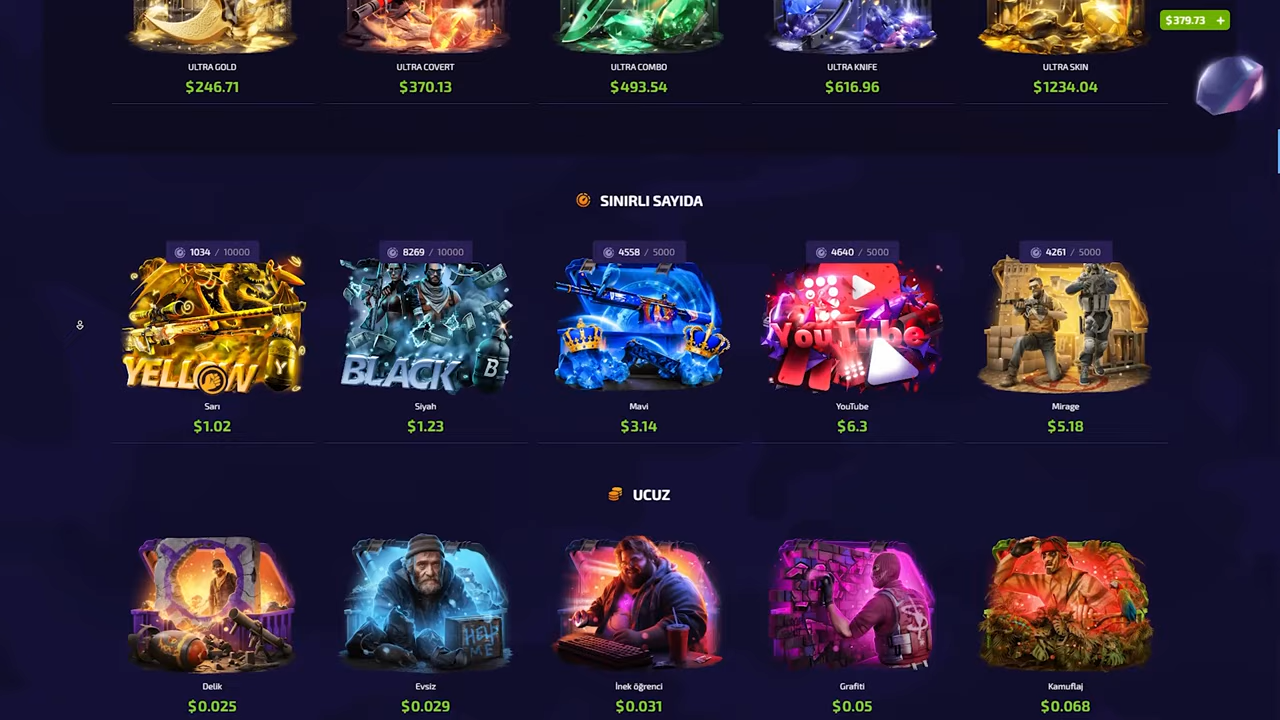 $379.73 +
ULTRA GOLD
$246.71
ULTRA COVERT
$370.13
ULTRA COMBO
$493.54
ULTRA KNIFE
$616.96
ULTRA SKIN
$1234.04
SINIRLI SAYIDA
1034 / 10000
YELLOW
Y
Sarı
$1.02
8269 / 10000
BLACK
B
Siyah
$1.23
4558 / 5000
Mavi
$3.14
4640 / 5000
YouTube
YouTube
$6.3
4261 / 5000
Mirage
$5.18
UCUZ
Delik
$0.025
HELP
ME
Evsiz
$0.029
İnek öğrenci
$0.031
Grafiti
$0.05
Kamuflaj
$0.068